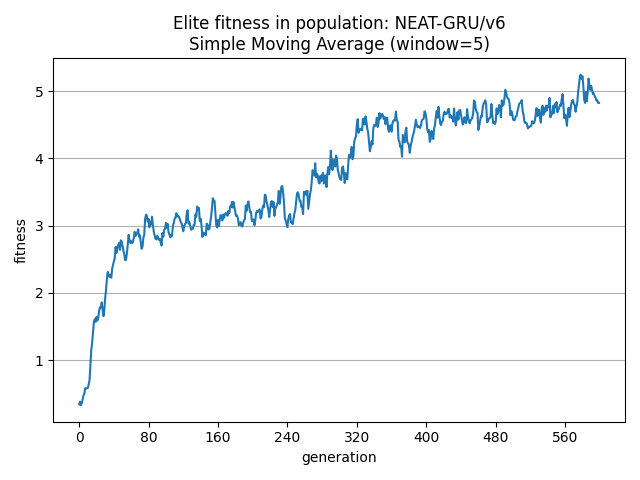 Elite fitness in population: NEAT-GRU/v6
Simple Moving Average (window=5)
5
4
3
2
1
fitness
0 80 160 240 320 400 480 560
generation